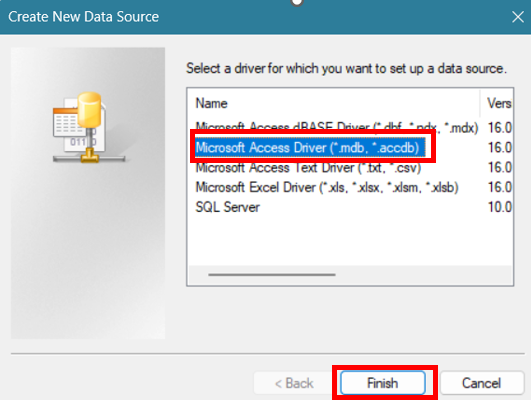 Create New Data Source
Select a driver for which you want to set up a data source.
Name Vers
Microsoft Access dBASE Driver (*.dbf, *.ndx, *.mdx) 16.0
Microsoft Access Driver (*.mdb, *.accdb) 16.0
Microsoft Access Text Driver (*.txt, *.csv) 16.0
Microsoft Excel Driver (*.xls, *.xlsx, *.xlsm, *.xlsb) 16.0
SQL Server 10.0
< Back Finish Cancel